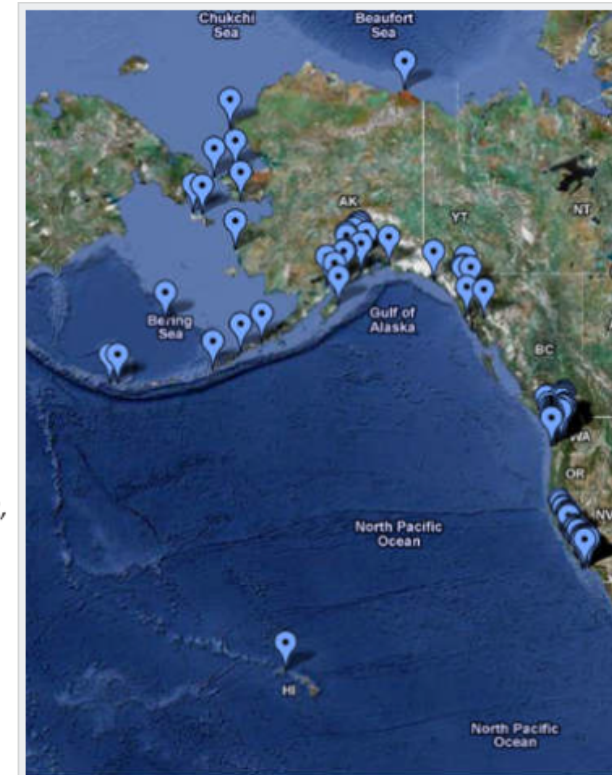 Chukchi
Sea
Beaufort
Sea
AK
YT
NT
Bering
Sea
Gulf of
Alaska
BC
WA
OR
NV
,
North Pacific
Ocean
HI
North Pacific
Ocean